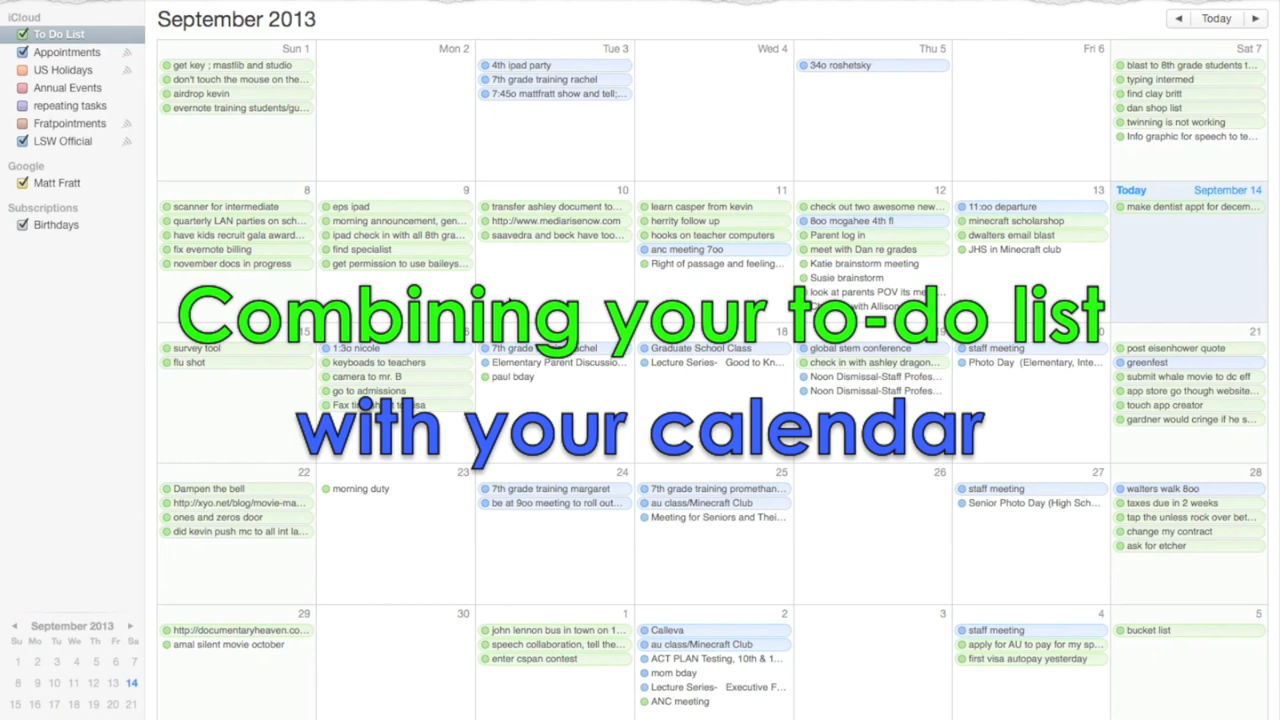 iCloud
To Do List
Appointments
US Holidays
Annual Events
repeating tasks
Fratpointments
LSW Official
Google
Matt Fratt
Subscriptions
Birthdays
September 2013
Today
Sun 1
Mon 2
Tue 3
Wed 4
Thu 5
Fri 6
Sat 7
get key ; mastlib and studio
don't touch the mouse on the...
airdrop kevin
evernote training students/gu...
4th ipad party
7th grade training rachel
7:45o mattfratt show and tell;...
34o roshetsky
blast to 8th grade students t...
typing intermed
find clay britt
dan shop list
twinning is not working
Info graphic for speech to te...
8
9
10
11
12
13
Today September 14
scanner for intermediate
quarterly LAN parties on sch...
have kids recruit gala award...
fix evernote billing
november docs in progress
eps ipad
morning announcement, gen...
ipad check in with all 8th gra...
find specialist
get permission to use baileys...
transfer ashley document to...
http://www.mediarisenow.com
saavedra and beck have too...
learn casper from kevin
herrity follow up
hooks on teacher computers
anc meeting 7oo
Right of passage and feeling...
check out two awesome new...
8oo mcgahee 4th fl
Parent log in
meet with Dan re grades
Katie brainstorm meeting
Susie brainstorm
look at parents POV its me...
with Allison
11:oo departure
minecraft scholarshop
dwalters email blast
JHS in Minecraft club
make dentist appt for decem...
Combining your to-do list
with your calendar
15
18
21
survey tool
flu shot
1:3o nicole
keyboads to teachers
camera to mr. B
go to admissions
7th grade
Elementary Parent Discussio...
paul bday
Graduate School Class
Lecture Series- Good to Kn...
global stem conference
check in with ashley dragon...
Noon Dismissal-Staff Profes...
Noon Dismissal-Staff Profes...
staff meeting
Photo Day (Elementary, Inte...
post eisenhower quote
greenfest
submit whale movie to dc eff
app store go though website...
touch app creator
gardner would cringe if he s...
22
23
24
25
26
27
28
Dampen the bell
http://xyo.net/blog/movie-ma...
ones and zeros door
did kevin push mc to all int la...
morning duty
7th grade training margaret
be at 9oo meeting to roll out...
7th grade training promethan...
au class/Minecraft Club
Meeting for Seniors and Thei...
staff meeting
Senior Photo Day (High Sch...
walters walk 8oo
taxes due in 2 weeks
tap the unless rock over bet...
change my contract
ask for etcher
29
30
1
2
3
4
5
http://documentaryheaven.co...
amal silent movie october
john lennon bus in town on 1...
speech collaboration, tell the...
enter cspan contest
Calleva
au class/Minecraft Club
ACT PLAN Testing, 10th & 1...
mom bday
Lecture Series- Executive F...
ANC meeting
staff meeting
apply for AU to pay for my sp...
first visa autopay yesterday
bucket list
September 2013
Su Mo Tu We Th Fr Sa
1 2 3 4 5 6 7
8 9 10 11 12 13 14
15 16 17 18 19 20 21